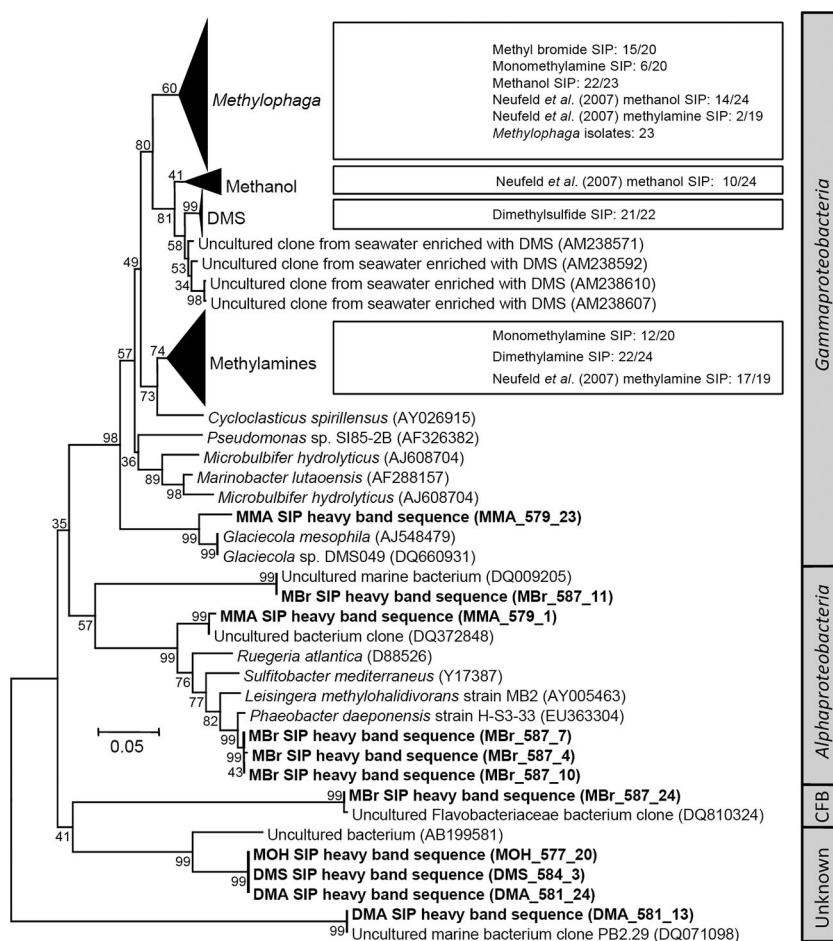 60
Methylophaga
Methyl bromide SIP: 15/20
Monomethylamine SIP: 6/20
Methanol SIP: 22/23
Neufeld et al. (2007) methanol SIP: 14/24
Neufeld et al. (2007) methylamine SIP: 2/19
Methylophaga isolates: 23
80
41
Methanol
Neufeld et al. (2007) methanol SIP: 10/24
81
99
DMS
Dimethylsulfide SIP: 21/22
58
Uncultured clone from seawater enriched with DMS (AM238571)
53
Uncultured clone from seawater enriched with DMS (AM238592)
34
Uncultured clone from seawater enriched with DMS (AM238610)
98
Uncultured clone from seawater enriched with DMS (AM238607)
49
74
Methylamines
Monomethylamine SIP: 12/20
Dimethylamine SIP: 22/24
Neufeld et al. (2007) methylamine SIP: 17/19
57
73
Cycloclasticus spirillensus (AY026915)
98
Pseudomonas sp. SI85-2B (AF326382)
36
Microbulbifer hydrolyticus (AJ608704)
89
Marinobacter lutaoensis (AF288157)
98
Microbulbifer hydrolyticus (AJ608704)
MMA SIP heavy band sequence (MMA_579_23)
99
Glaciecola mesophila (AJ548479)
99
Glaciecola sp. DMS049 (DQ660931)
Gammaproteobacteria
35
99
Uncultured marine bacterium (DQ009205)
MBr SIP heavy band sequence (MBr_587_11)
57
99
MMA SIP heavy band sequence (MMA_579_1)
Uncultured bacterium clone (DQ372848)
99
Ruegeria atlantica (D88526)
76
Sulfitobacter mediterraneus (Y17387)
77
Leisingera methylohalidivorans strain MB2 (AY005463)
82
Phaeobacter daeponensis strain H-S3-33 (EU363304)
99
MBr SIP heavy band sequence (MBr_587_7)
99
MBr SIP heavy band sequence (MBr_587_4)
43
MBr SIP heavy band sequence (MBr_587_10)
Alphaproteobacteria
0.05
99
MBr SIP heavy band sequence (MBr_587_24)
Uncultured Flavobacteriaceae bacterium clone (DQ810324)
CFB
41
Uncultured bacterium (AB199581)
99
MOH SIP heavy band sequence (MOH_577_20)
DMS SIP heavy band sequence (DMS_584_3)
99
DMA SIP heavy band sequence (DMA_581_24)
DMA SIP heavy band sequence (DMA_581_13)
99
Uncultured marine bacterium clone PB2.29 (DQ071098)
Unknown